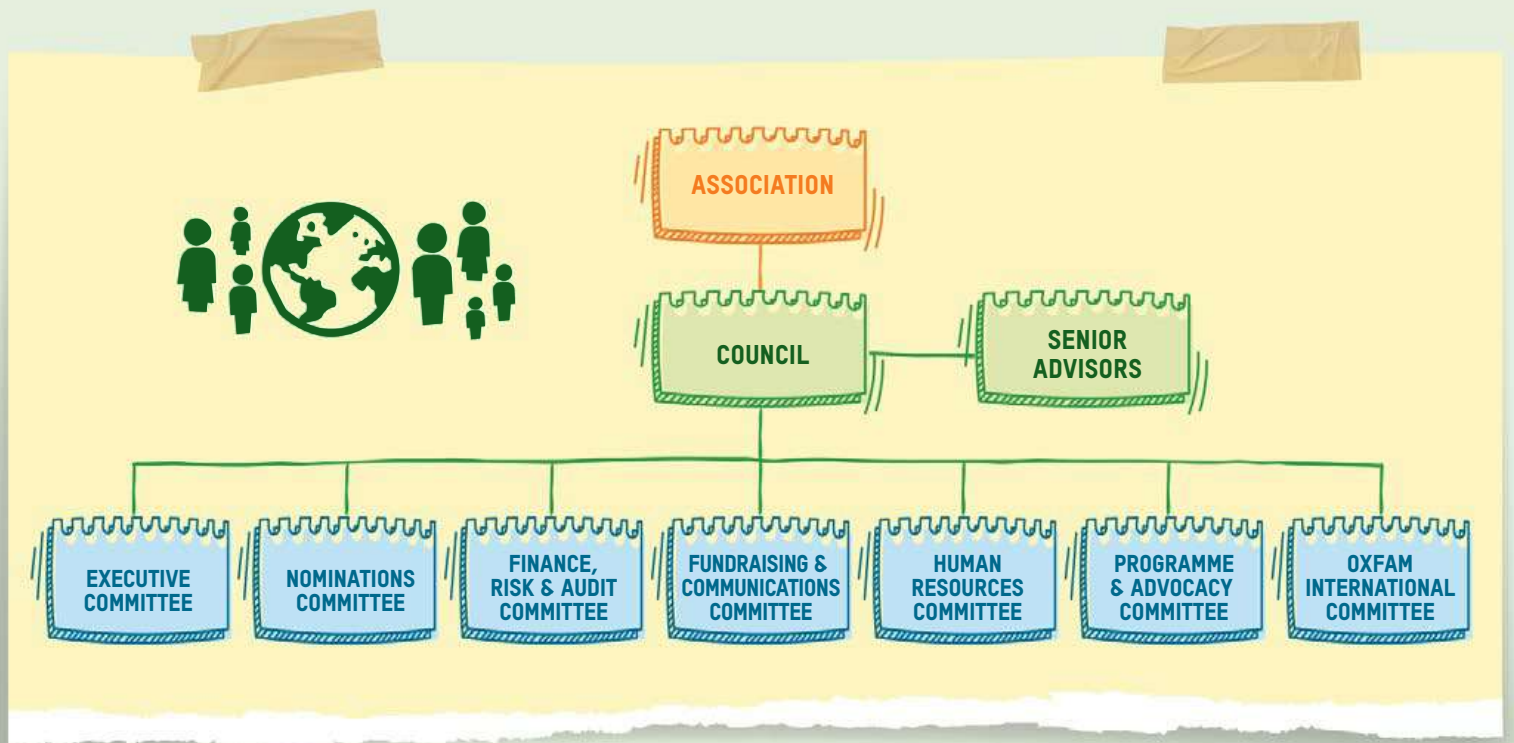 ASSOCIATION
COUNCIL
SENIOR
ADVISORS
EXECUTIVE
COMMITTEE
NOMINATIONS
COMMITTEE
FINANCE,
RISK & AUDIT
COMMITTEE
FUNDRAISING &
COMMUNICATIONS
COMMITTEE
HUMAN
RESOURCES
COMMITTEE
PROGRAMME
& ADVOCACY
COMMITTEE
OXFAM
INTERNATIONAL
COMMITTEE